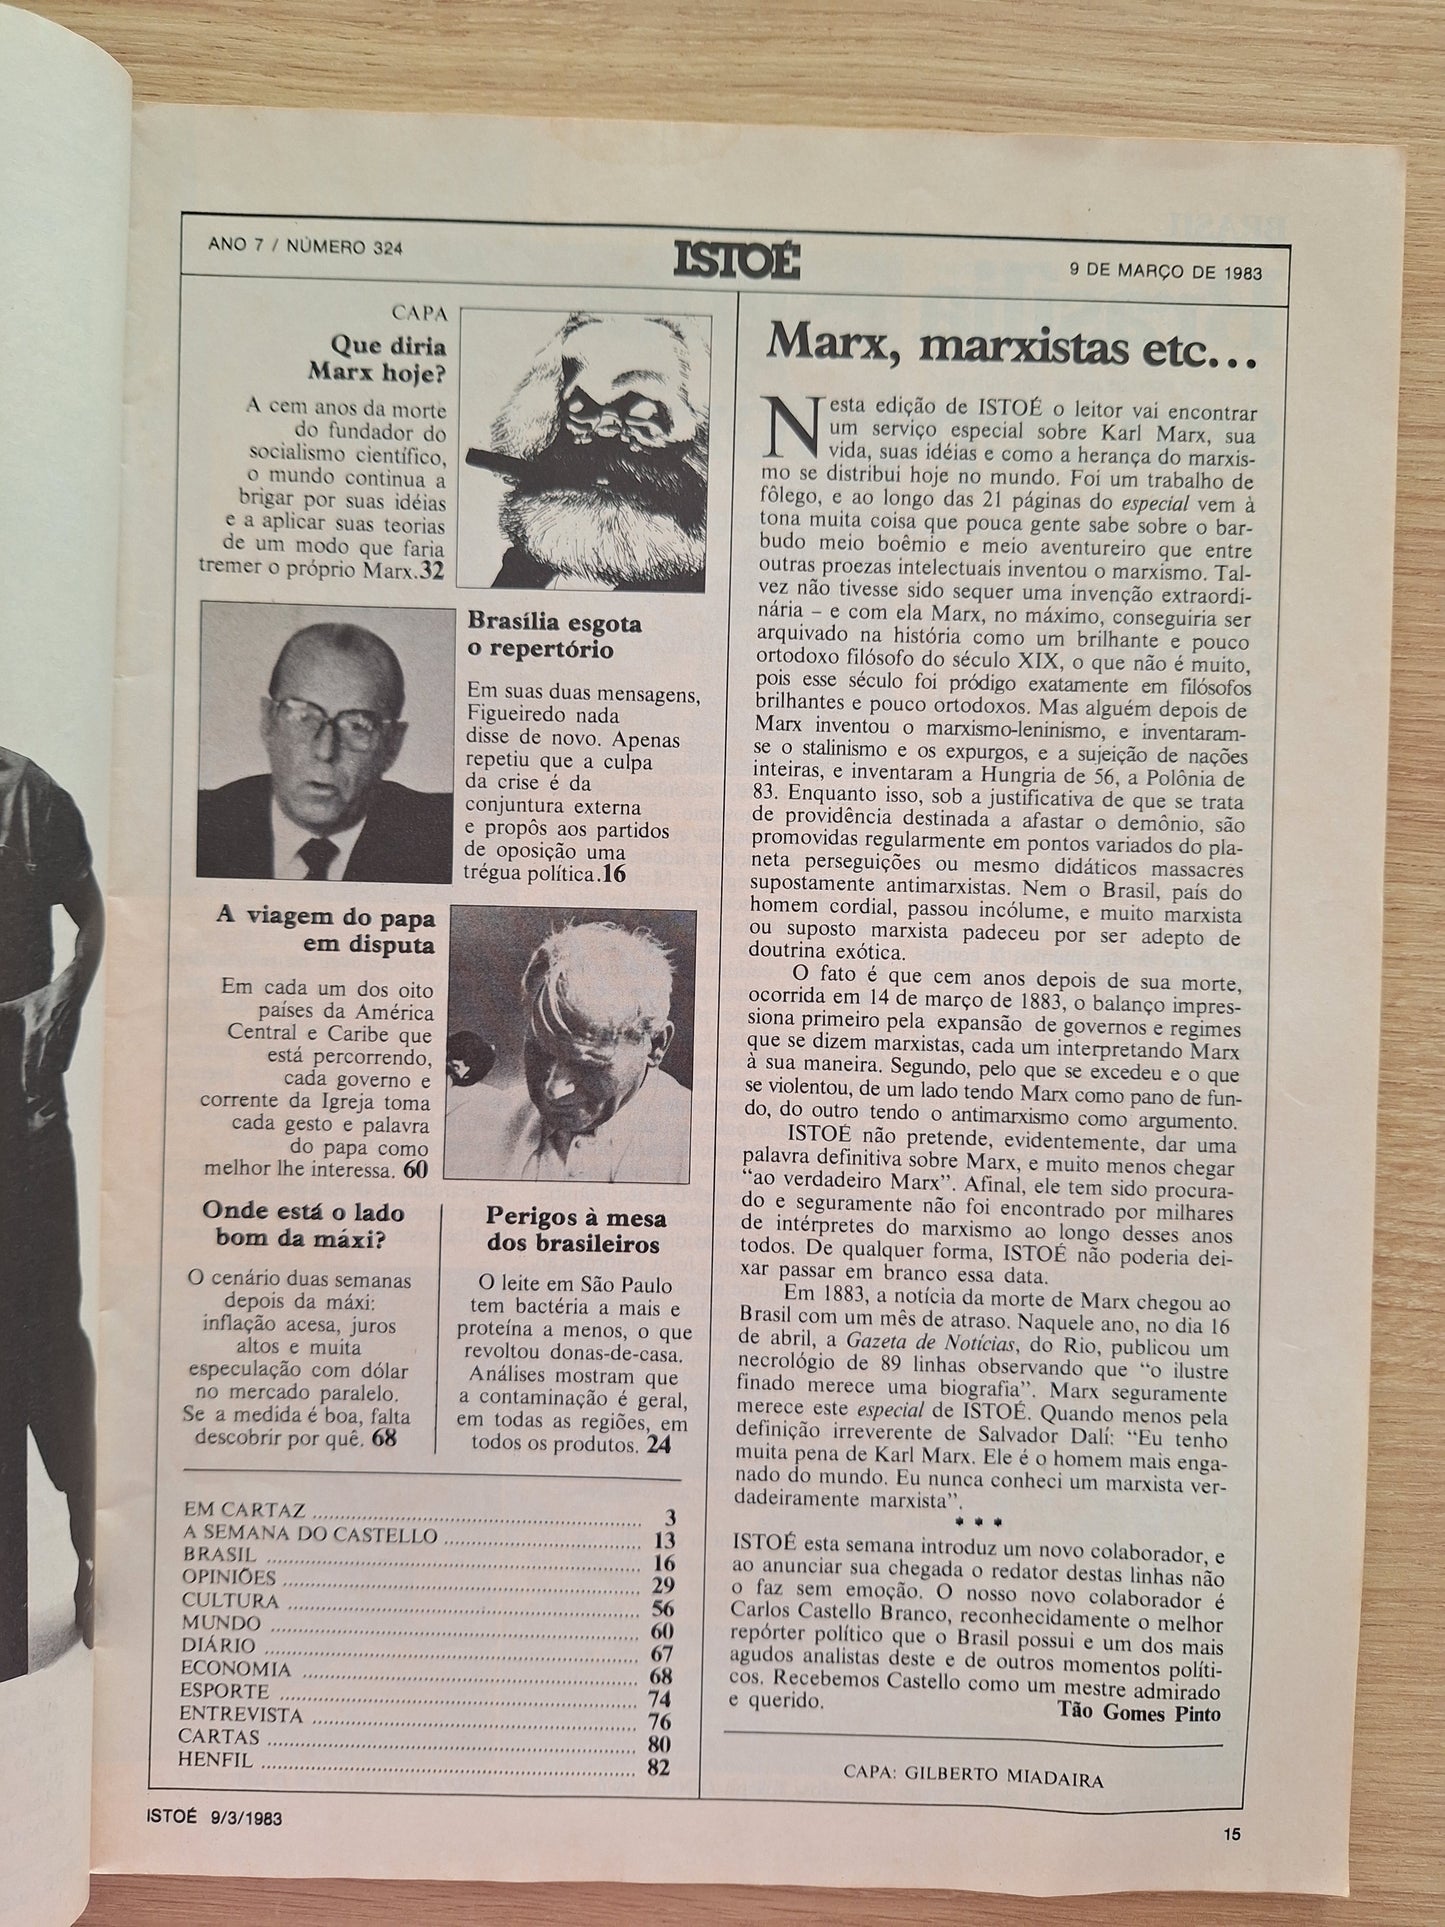 ANO 7 / NÚMERO 324
ISTOÉ
9 DE MARÇO DE 1983
CAPA
Que diria
Marx hoje?
A cem anos da morte
do fundador do
socialismo científico,
o mundo continua a
brigar por suas idéias
e a aplicar suas teorias
de um modo que faria
tremer o próprio Marx.32
Brasília esgota
o repertório
Em suas duas mensagens,
Figueiredo nada
disse de novo. Apenas
repetiu que a culpa
da crise é da
conjuntura externa
e propôs aos partidos
de oposição uma
trégua política.16
A viagem do papa
em disputa
Em cada um dos oito
países da América
Central e Caribe que
está percorrendo,
cada governo e
corrente da Igreja toma
cada gesto e palavra
do papa como
melhor lhe interessa. 60
Onde está o lado
bom da máxi?
O cenário duas semanas
depois da máxi:
inflação acesa, juros
altos e muita
especulação com dólar
no mercado paralelo.
Se a medida é boa, falta
descobrir por quê. 68
Perigos à mesa
dos brasileiros
O leite em São Paulo
tem bactéria a mais e
proteína a menos, o que
revoltou donas-de-casa.
Análises mostram que
a contaminação é geral,
em todas as regiões, em
todos os produtos. 24
EM CARTAZ 3
A SEMANA DO CASTELLO 13
BRASIL 16
OPINIÕES 29
CULTURA 56
MUNDO 60
DIÁRIO 67
ECONOMIA 68
ESPORTE 74
ENTREVISTA 76
CARTAS 80
HENFIL 82
Marx, marxistas etc...
Nesta edição de ISTOÉ o leitor vai encontrar
um serviço especial sobre Karl Marx, sua
vida, suas idéias e como a herança do marxis-
mo se distribui hoje no mundo. Foi um trabalho de
fôlego, e ao longo das 21 páginas do especial vem à
tona muita coisa que pouca gente sabe sobre o bar-
budo meio boêmio e meio aventureiro que entre
outras proezas intelectuais inventou o marxismo. Tal-
vez não tivesse sido sequer uma invenção extraordi-
nária – e com ela Marx, no máximo, conseguiria ser
arquivado na história como um brilhante e pouco
ortodoxo filósofo do século XIX, o que não é muito,
pois esse século foi pródigo exatamente em filósofos
brilhantes e pouco ortodoxos. Mas alguém depois de
Marx inventou o marxismo-leninismo, e inventaram-
se o stalinismo e os expurgos, e a sujeição de nações
inteiras, e inventaram a Hungria de 56, a Polônia de
83. Enquanto isso, sob a justificativa de que se trata
de providência destinada a afastar o demônio, são
promovidas regularmente em pontos variados do pla-
neta perseguições ou mesmo didáticos massacres
supostamente antimarxistas. Nem o Brasil, país do
homem cordial, passou incólume, e muito marxista
ou suposto marxista padeceu por ser adepto de
doutrina exótica.
O fato é que cem anos depois de sua morte,
ocorrida em 14 de março de 1883, o balanço impres-
siona primeiro pela expansão de governos e regimes
que se dizem marxistas, cada um interpretando Marx
à sua maneira. Segundo, pelo que se excedeu e o que
se violentou, de um lado tendo Marx como pano de fun-
do, do outro tendo o antimarxismo como argumento.
ISTOÉ não pretende, evidentemente, dar uma
palavra definitiva sobre Marx, e muito menos chegar
“ao verdadeiro Marx”. Afinal, ele tem sido procura-
do e seguramente não foi encontrado por milhares
de intérpretes do marxismo ao longo desses anos
todos. De qualquer forma, ISTOÉ não poderia dei-
xar passar em branco essa data.
Em 1883, a notícia da morte de Marx chegou ao
Brasil com um mês de atraso. Naquele ano, no dia 16
de abril, a Gazeta de Notícias, do Rio, publicou um
necrológio de 89 linhas observando que “o ilustre
finado merece uma biografia”. Marx seguramente
merece este especial de ISTOÉ. Quando menos pela
definição irreverente de Salvador Dalí: “Eu tenho
muita pena de Karl Marx. Ele é o homem mais enga-
nado do mundo. Eu nunca conheci um marxista ver-
dadeiramente marxista”.
* * *
ISTOÉ esta semana introduz um novo colaborador, e
ao anunciar sua chegada o redator destas linhas não
o faz sem emoção. O nosso novo colaborador é
Carlos Castello Branco, reconhecidamente o melhor
repórter político que o Brasil possui e um dos mais
agudos analistas deste e de outros momentos políti-
cos. Recebemos Castello como um mestre admirado
e querido. Tão Gomes Pinto
CAPA: GILBERTO MIADAIRA
ISTOÉ 9/3/1983
15